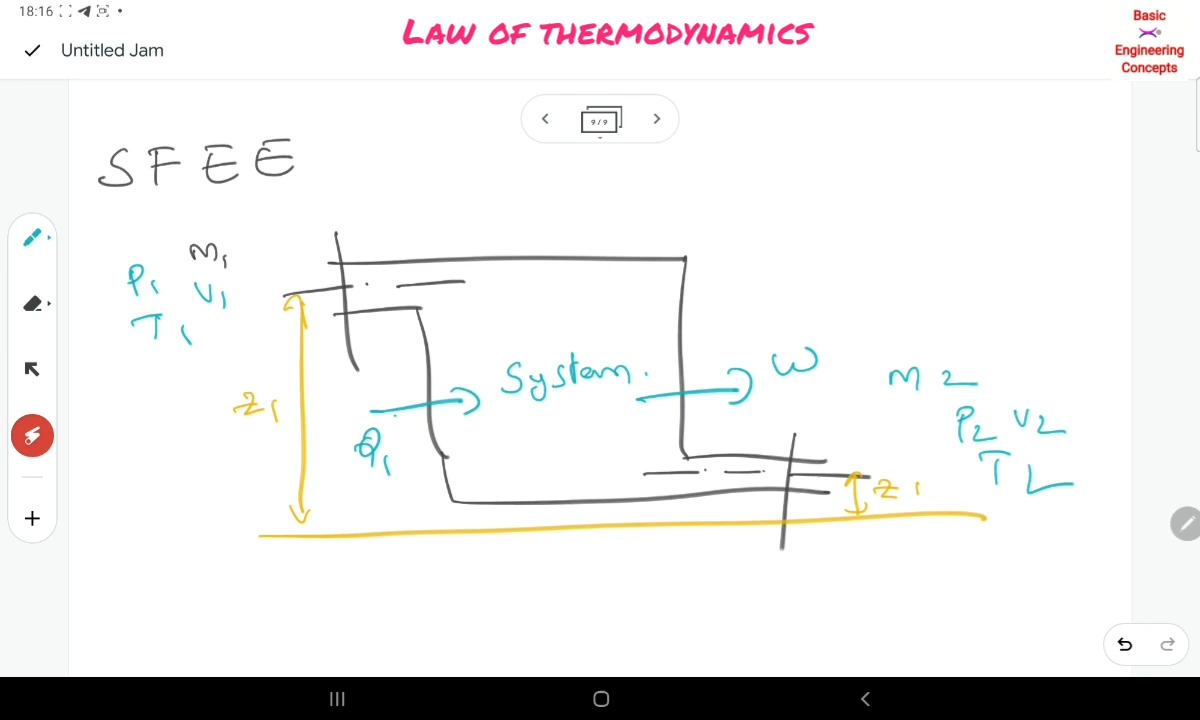 18:16
Untitled Jam
LAW OF THERMODYNAMICS
Basic
Engineering
Concepts
9 / 9
SFEE
M1
P1 V1
T1
Z1
Q1
System.
W
m2
P2 V2
T2
Z1